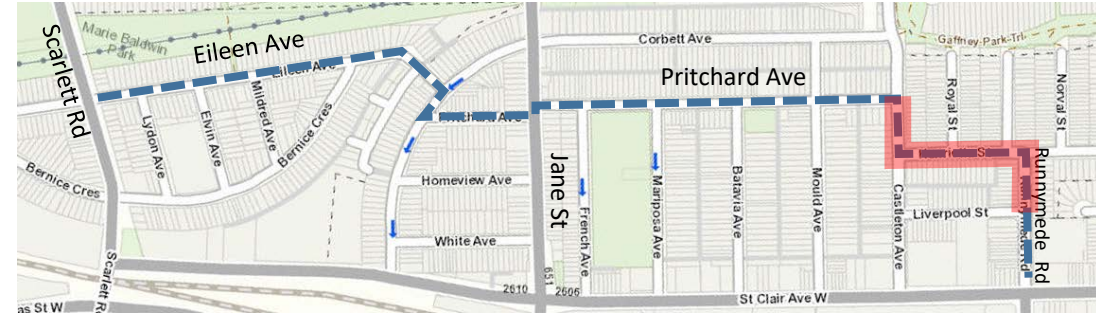 Scarlett Rd
Marie Baldwin
Park
Eileen Ave
Eileen Ave
Corbett Ave
Gaffney-Park-Trl
Pritchard Ave
Pritchard Ave
Lydon Ave
Elvin Ave
Mildred Ave
Bernice Cres
Bernice Cres
Homeview Ave
White Ave
Jane St
French Ave
Mariposa Ave
Batavia Ave
Mould Ave
Castleton Ave
Royal St
Norval St
Liverpool St
Runnymede Rd
Scarlett Rd
651
2610
2606
St Clair Ave W
as St W